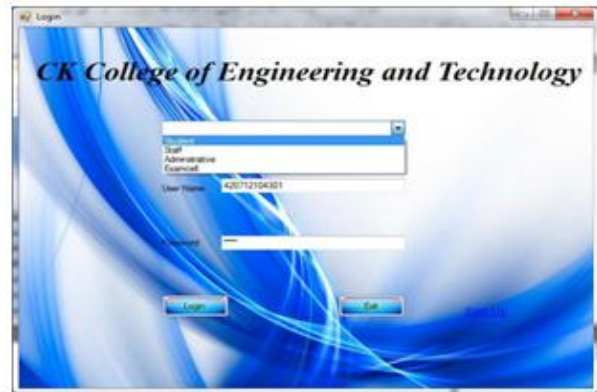 Login
CK College of Engineering and Technology
Student
Staff
Administrative
Examcell
User Name
420712104301
Password
Login
Exit